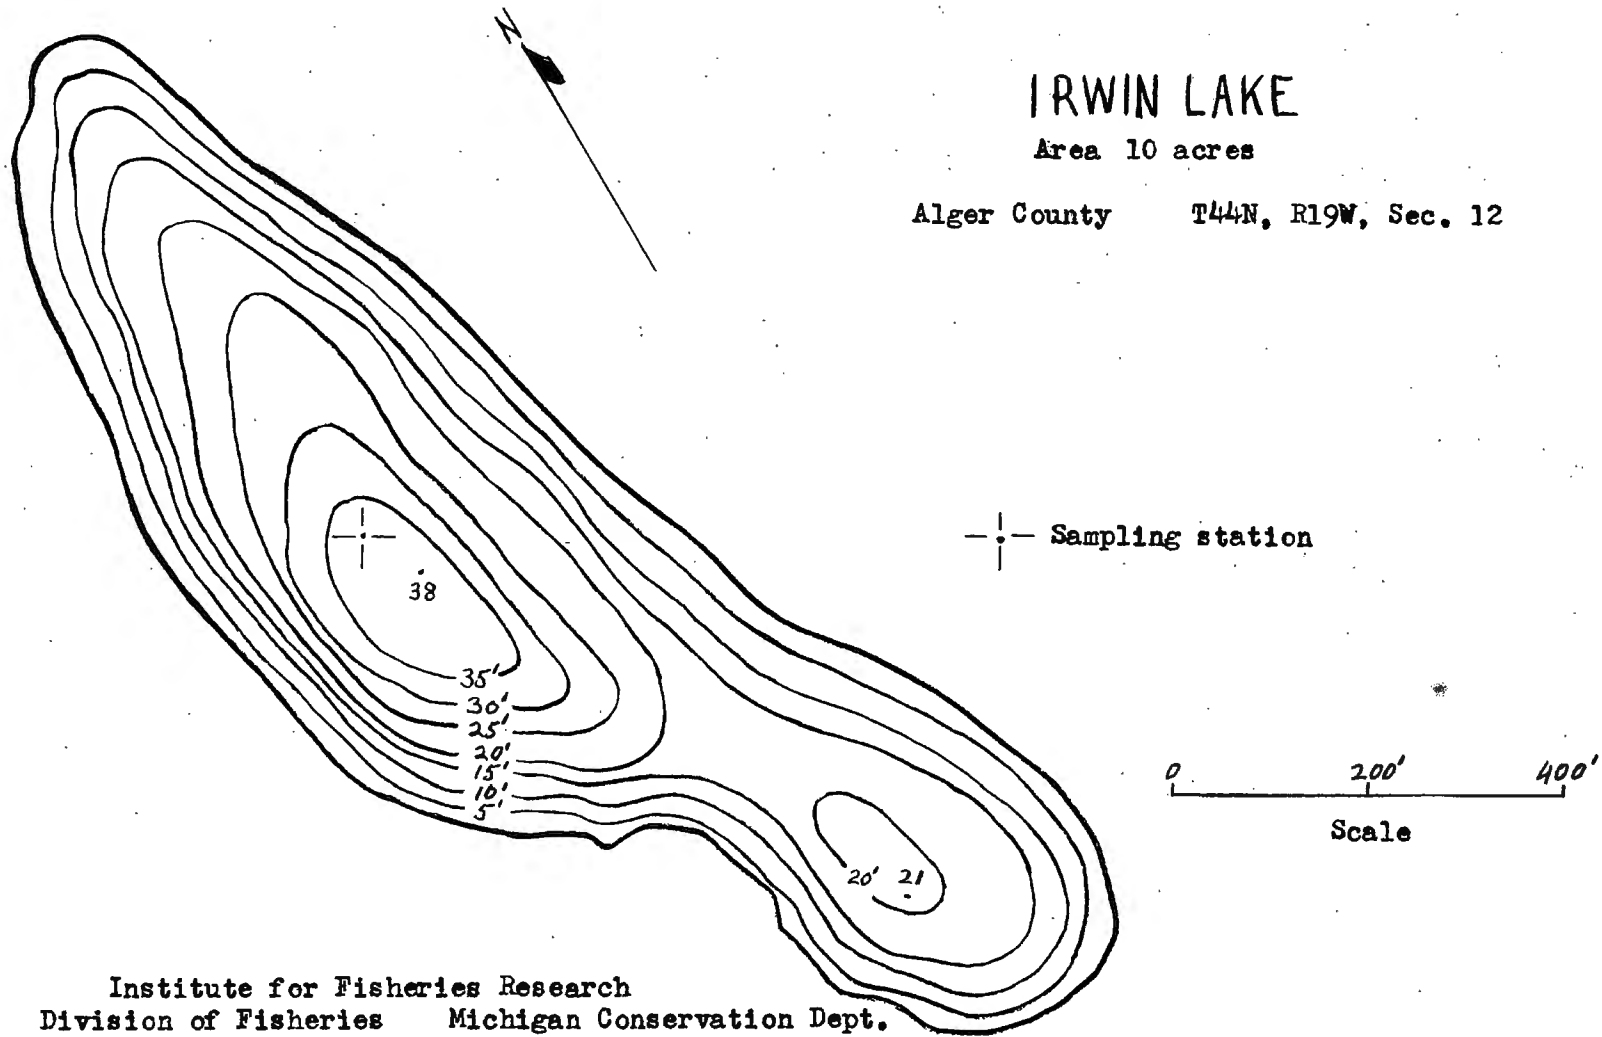 N
IRWIN LAKE
Area 10 acres
Alger County T44N, R19W, Sec. 12
Sampling station
38
35'
30'
25'
20'
15'
10'
5'
20' 21
0 200' 400'
Scale
Institute for Fisheries Research
Division of Fisheries Michigan Conservation Dept.